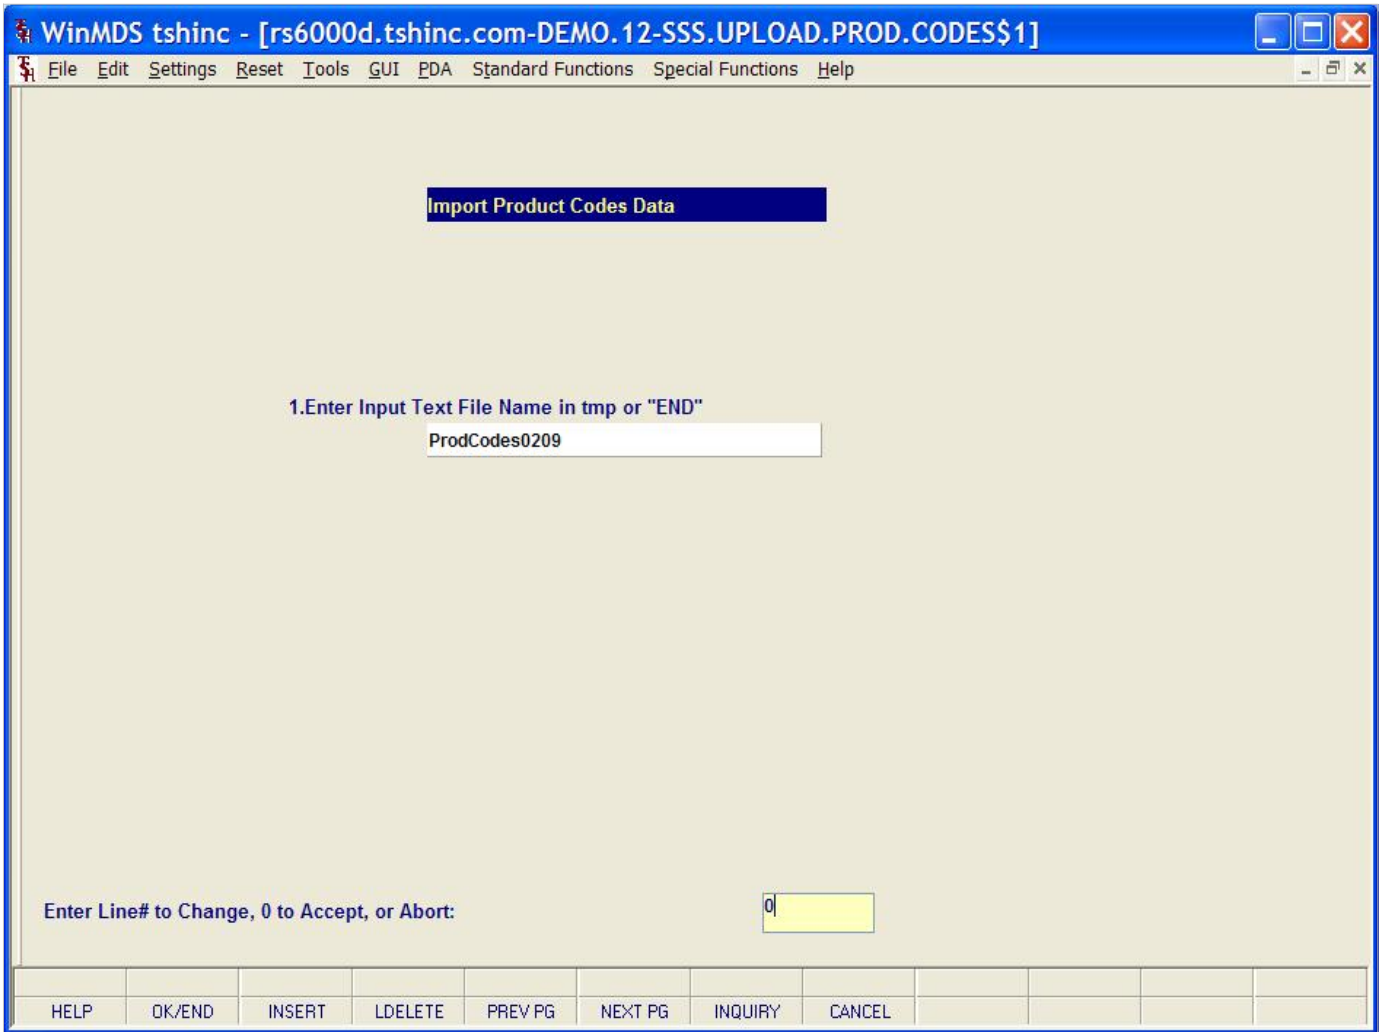 WinMDS tshinc - [rs6000d.tshinc.com-DEMO.12-SSS.UPLOAD.PROD.CODES$1]
File Edit Settings Reset Tools GUI PDA Standard Functions Special Functions Help
Import Product Codes Data
1.Enter Input Text File Name in tmp or "END"
ProdCodes0209
Enter Line# to Change, 0 to Accept, or Abort: 0
HELP OK/END INSERT LDELETE PREV PG NEXT PG INQUIRY CANCEL